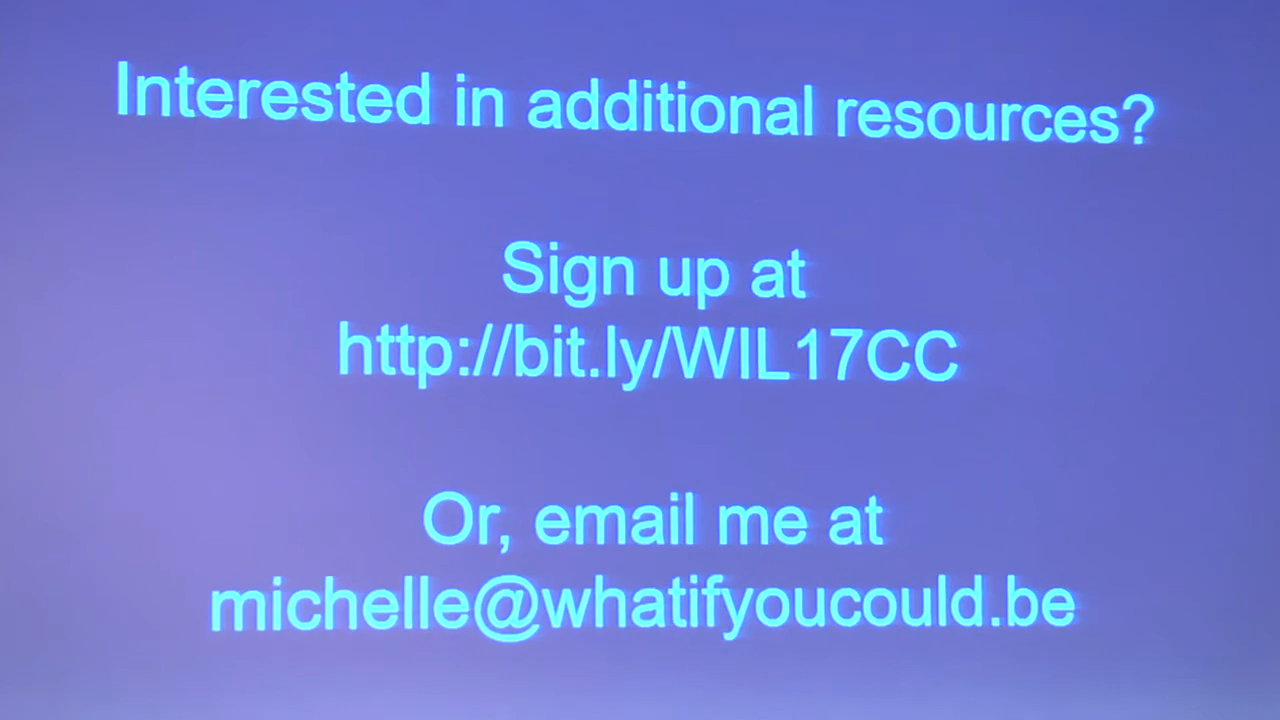 Interested in additional resources?
Sign up at
http://bit.ly/WIL17CC
Or, email me at
michelle@whatifyoucould.be